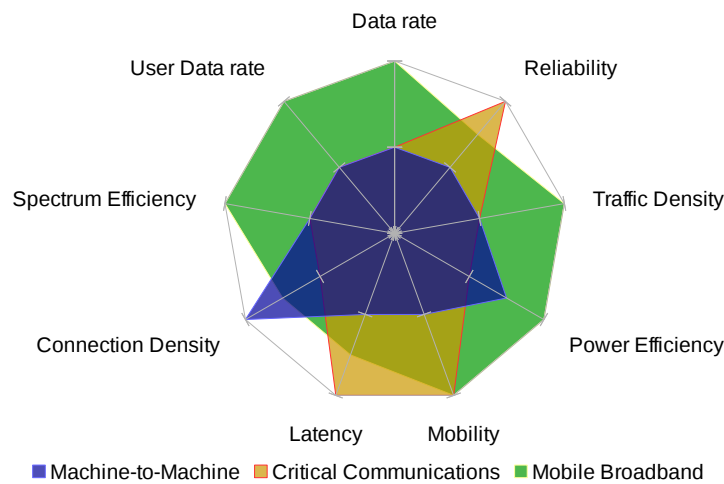 Data rate
User Data rate
Reliability
Spectrum Efficiency
Traffic Density
Connection Density
Power Efficiency
Latency
Mobility
Machine-to-Machine
Critical Communications
Mobile Broadband